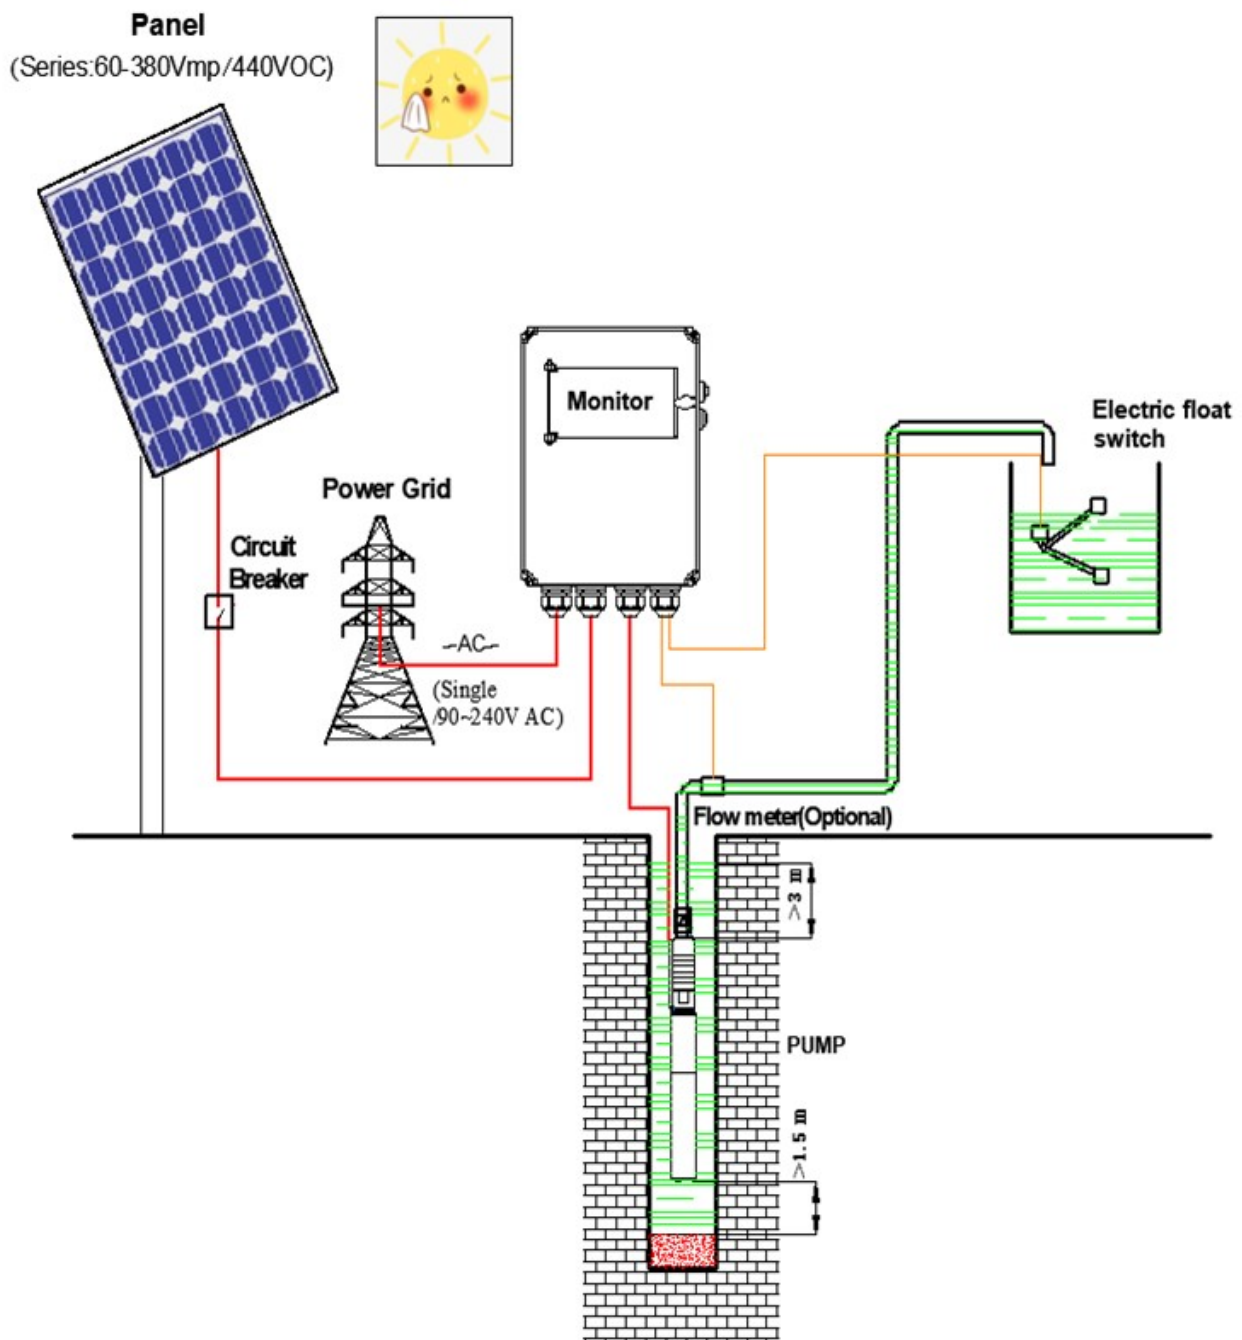 Panel
(Series:60-380Vmp/440VOC)
Monitor
Electric float
switch
Power Grid
Circuit
Breaker
~AC~
(Single
/90~240V AC)
Flow meter(Optional)
>3 m
PUMP
>1.5 m